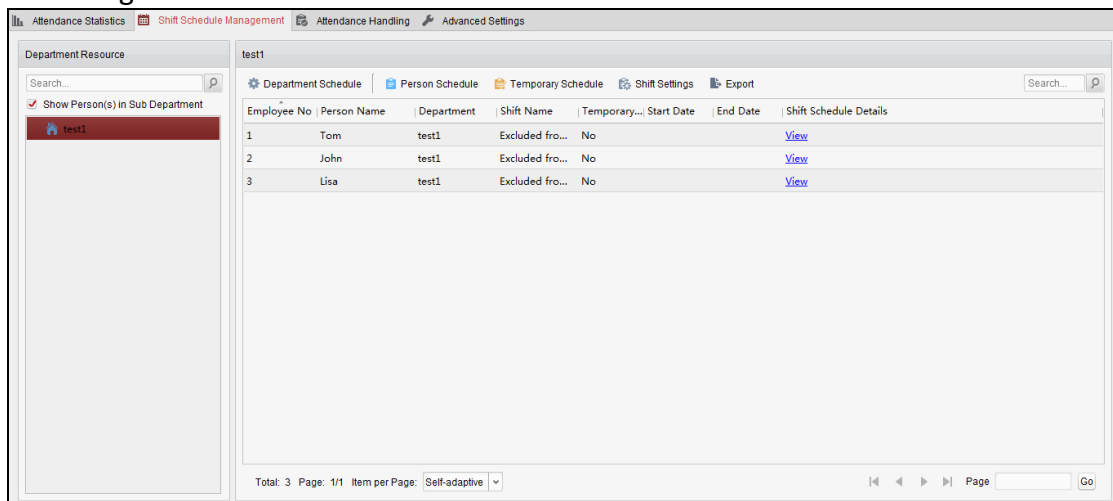 Attendance Statistics Shift Schedule Management Attendance Handling Advanced Settings
Department Resource
Search...
Show Person(s) in Sub Department
test1
test1
Department Schedule Person Schedule Temporary Schedule Shift Settings Export Search...
Employee No Person Name Department Shift Name Temporary... Start Date End Date Shift Schedule Details
1 Tom test1 Excluded fro... No View
2 John test1 Excluded fro... No View
3 Lisa test1 Excluded fro... No View
Total: 3 Page: 1/1 Item per Page: Self-adaptive Page Go